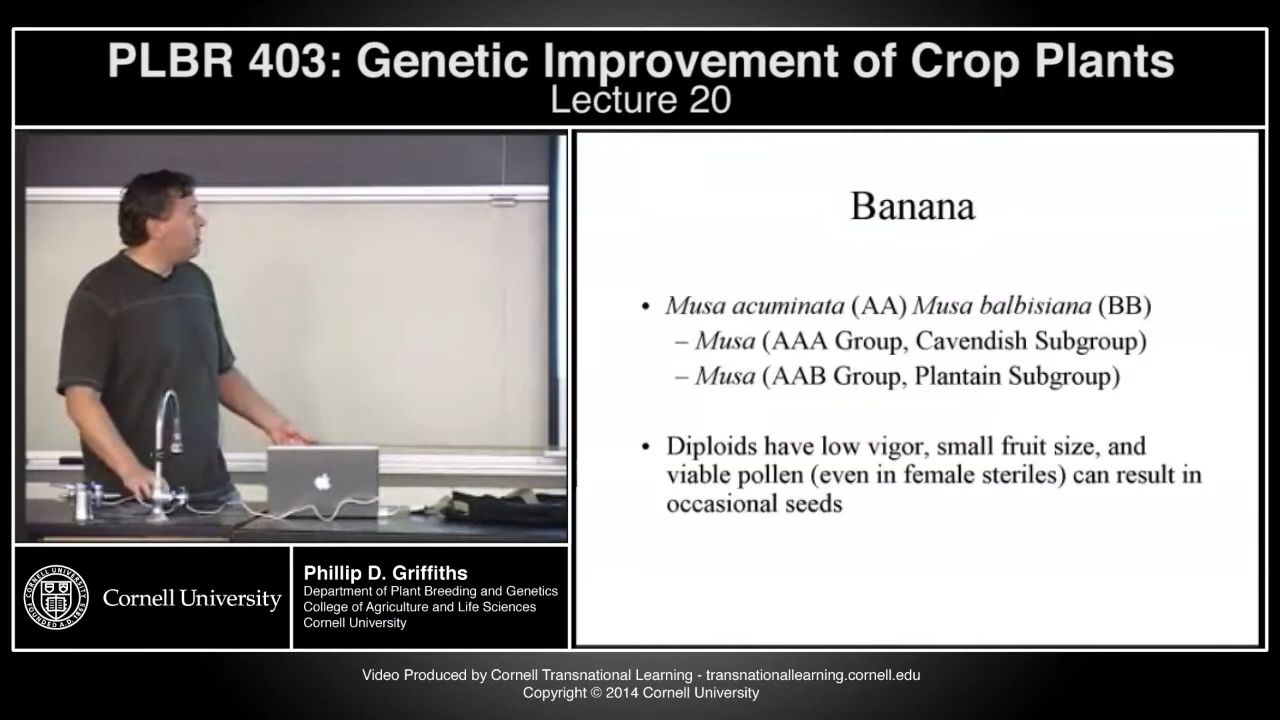 PLBR 403: Genetic Improvement of Crop Plants
Lecture 20
Banana
• Musa acuminata (AA) Musa balbisiana (BB)
– Musa (AAA Group, Cavendish Subgroup)
– Musa (AAB Group, Plantain Subgroup)
• Diploids have low vigor, small fruit size, and
viable pollen (even in female steriles) can result in
occasional seeds
Cornell University
Phillip D. Griffiths
Department of Plant Breeding and Genetics
College of Agriculture and Life Sciences
Cornell University
Video Produced by Cornell Transnational Learning - transnationallearning.cornell.edu
Copyright © 2014 Cornell University